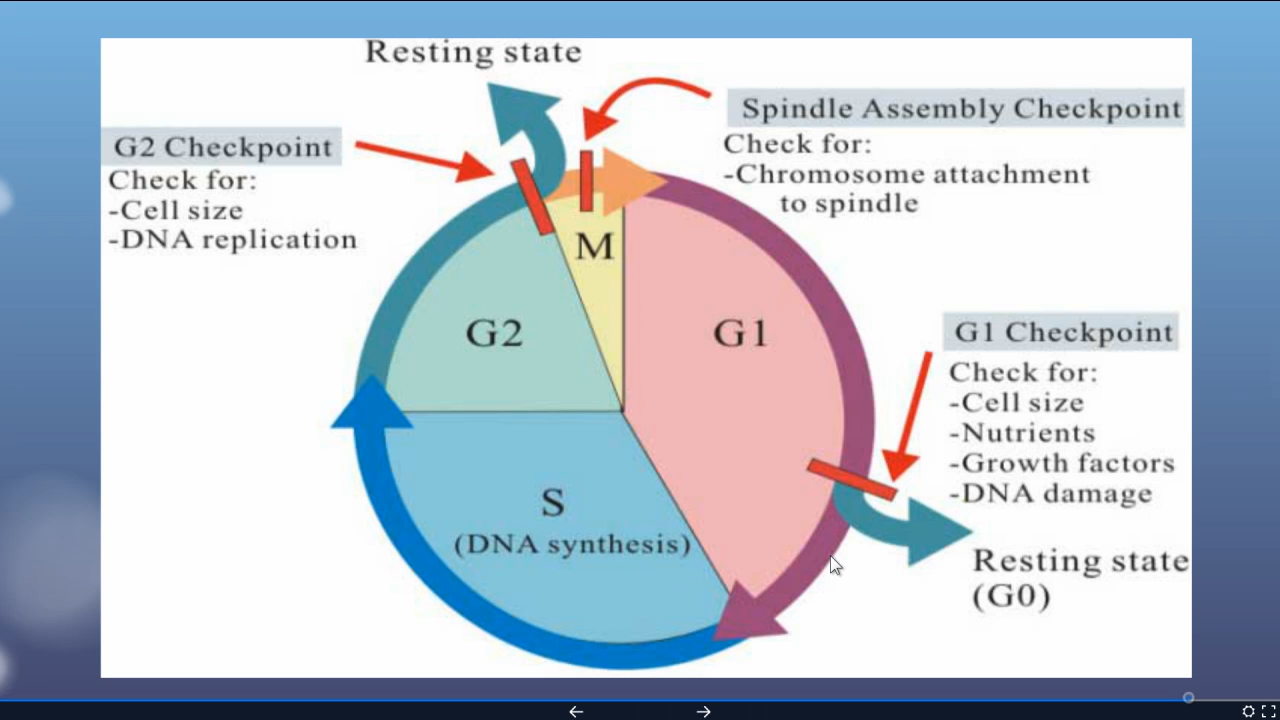 Resting state
G2 Checkpoint
Check for:
-Cell size
-DNA replication
Spindle Assembly Checkpoint
Check for:
-Chromosome attachment
to spindle
M
G2
G1
G1 Checkpoint
Check for:
-Cell size
-Nutrients
-Growth factors
-DNA damage
S
(DNA synthesis)
Resting state
(G0)